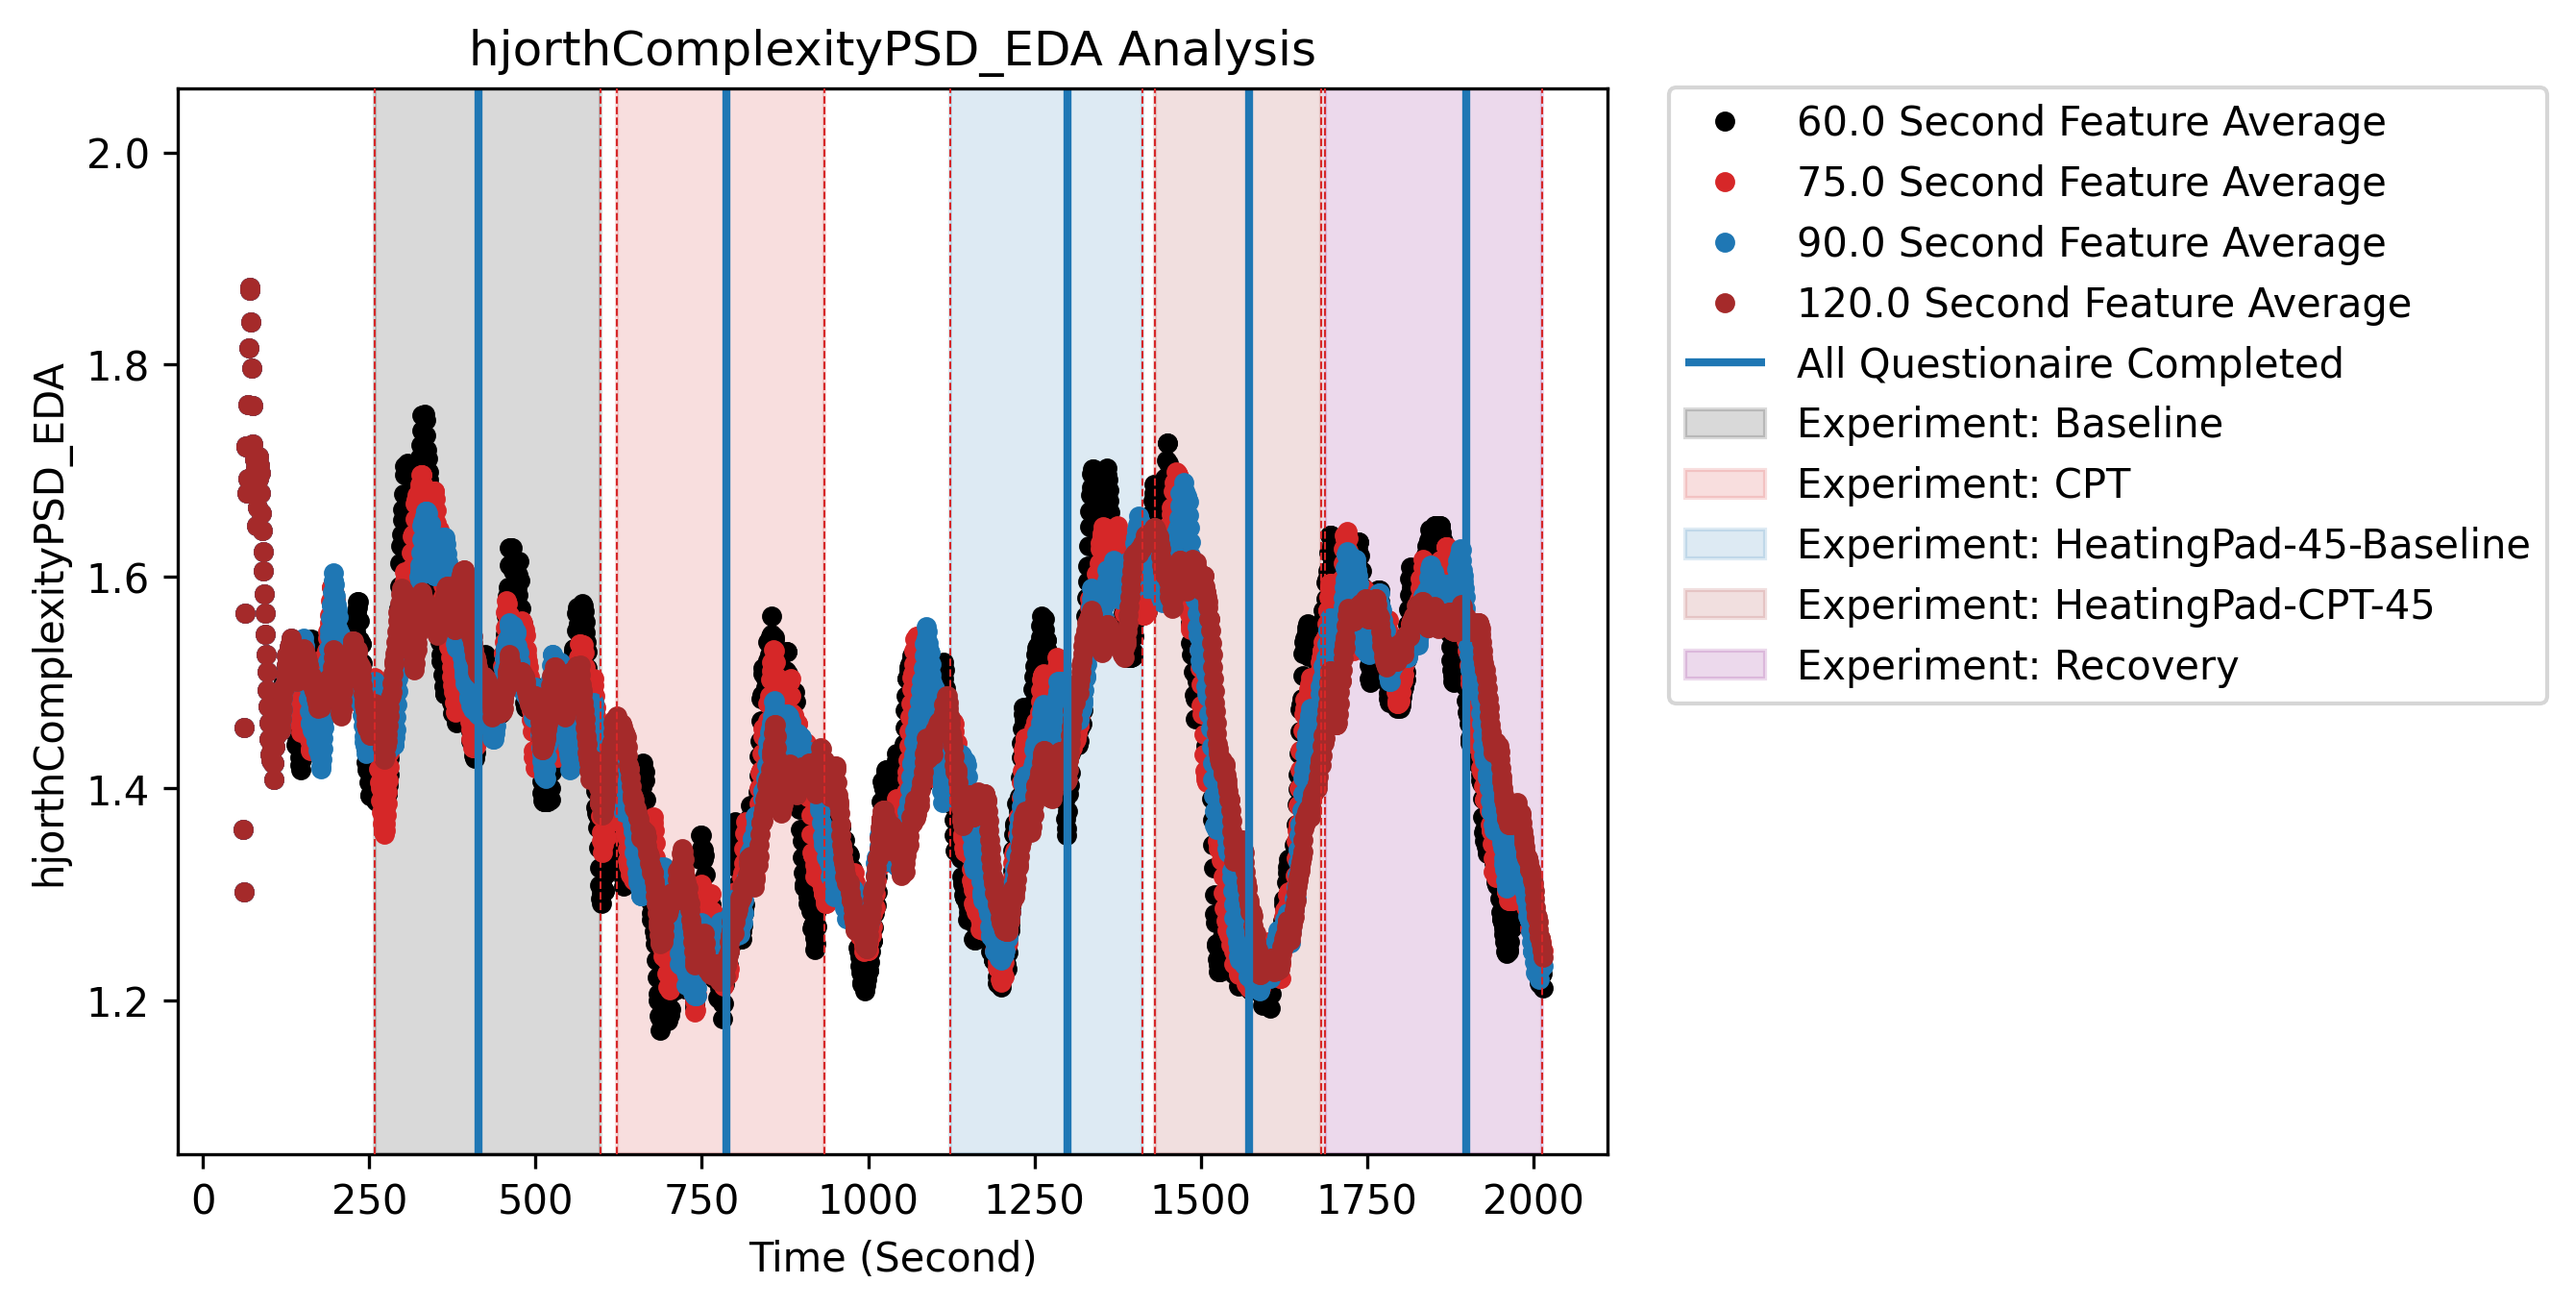 hjorthComplexityPSD_EDA Analysis
hjorthComplexityPSD_EDA
2.0
1.8
1.6
1.4
1.2
0
250
500
750
1000
1250
1500
1750
2000
Time (Second)
60.0 Second Feature Average
75.0 Second Feature Average
90.0 Second Feature Average
120.0 Second Feature Average
All Questionaire Completed
Experiment: Baseline
Experiment: CPT
Experiment: HeatingPad-45-Baseline
Experiment: HeatingPad-CPT-45
Experiment: Recovery